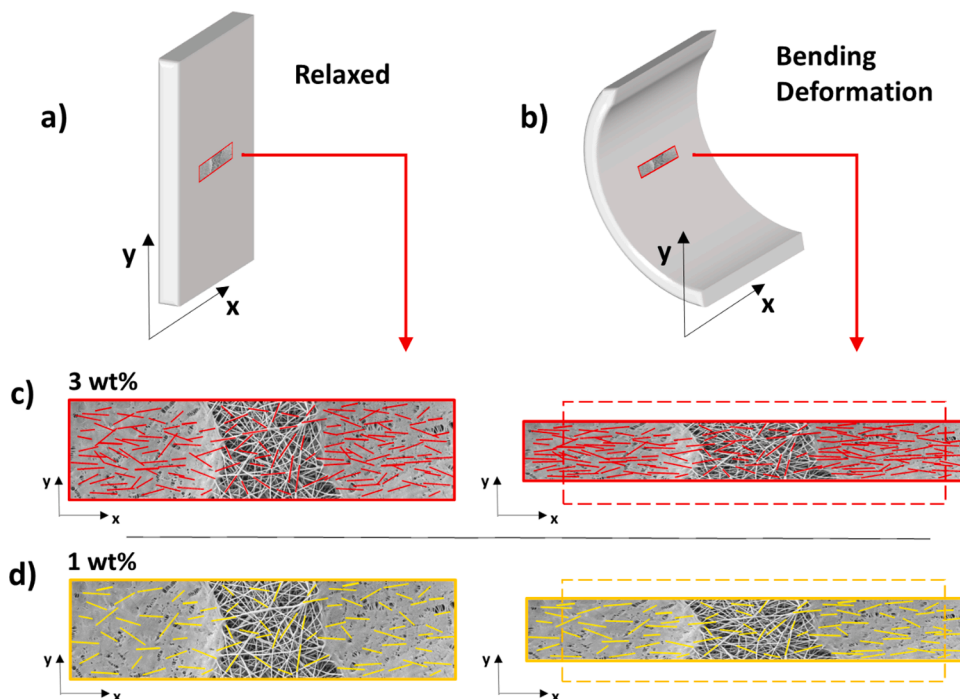 Relaxed
a)
y
x
Bending
Deformation
b)
y
x
3 wt%
c)
y
x
y
x
1 wt%
d)
y
x
y
x